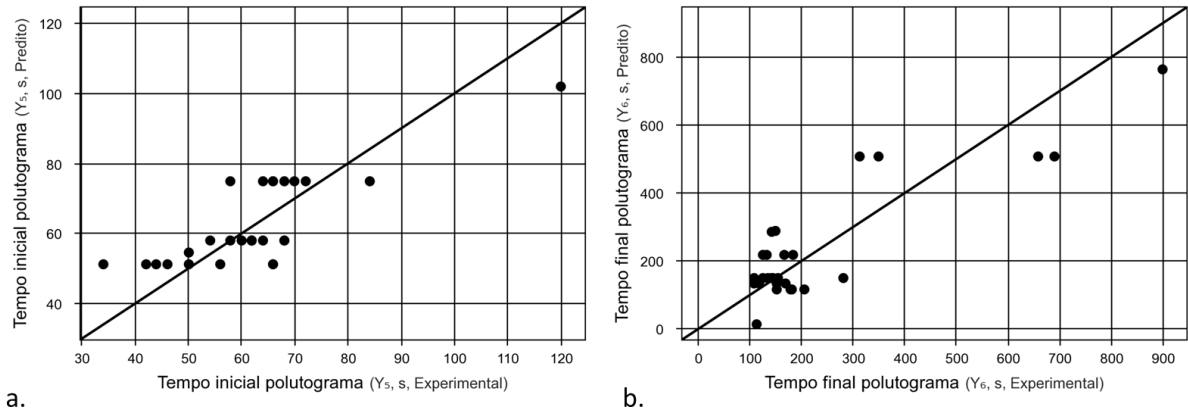 120
100
80
60
40
Tempo inicial polutograma (Y₅, s, Predito)
30 40 50 60 70 80 90 100 110 120
Tempo inicial polutograma (Y₅, s, Experimental)
a.
800
600
400
200
0
Tempo final polutograma (Y₆, s, Predito)
0 100 200 300 400 500 600 700 800 900
Tempo final polutograma (Y₆, s, Experimental)
b.